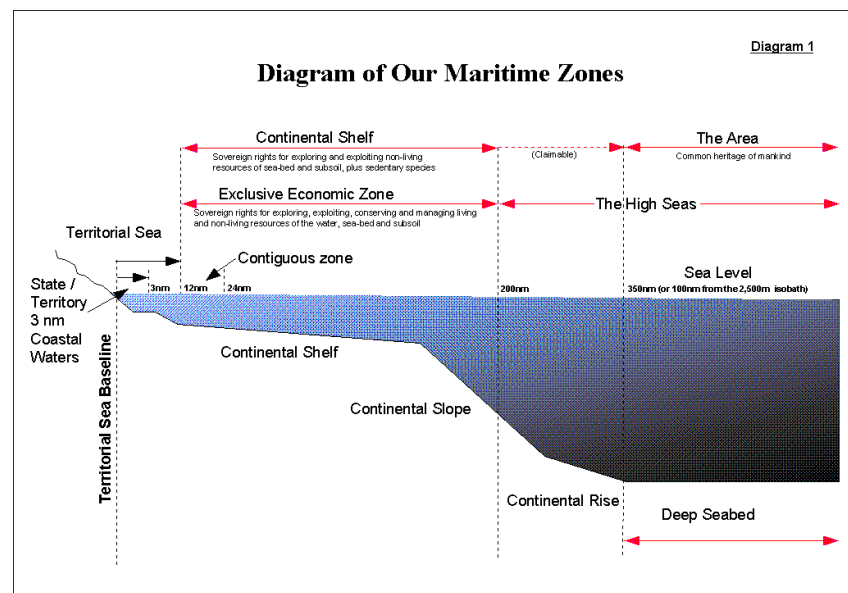 Diagram 1
Diagram of Our Maritime Zones
Continental Shelf
Sovereign rights for exploring and exploiting non-living
resources of sea-bed and subsoil, plus sedentary species
(Claimable)
The Area
Common heritage of mankind
Exclusive Economic Zone
Sovereign rights for exploring, exploiting, conserving and managing living
and non-living resources of the water, sea-bed and subsoil
The High Seas
Territorial Sea
Contiguous zone
State /
Territory
3 nm
Coastal
Waters
3nm
12nm
24nm
200nm
Sea Level
350nm (or 100nm from the 2,500m isobath)
Continental Shelf
Continental Slope
Territorial Sea Baseline
Continental Rise
Deep Seabed